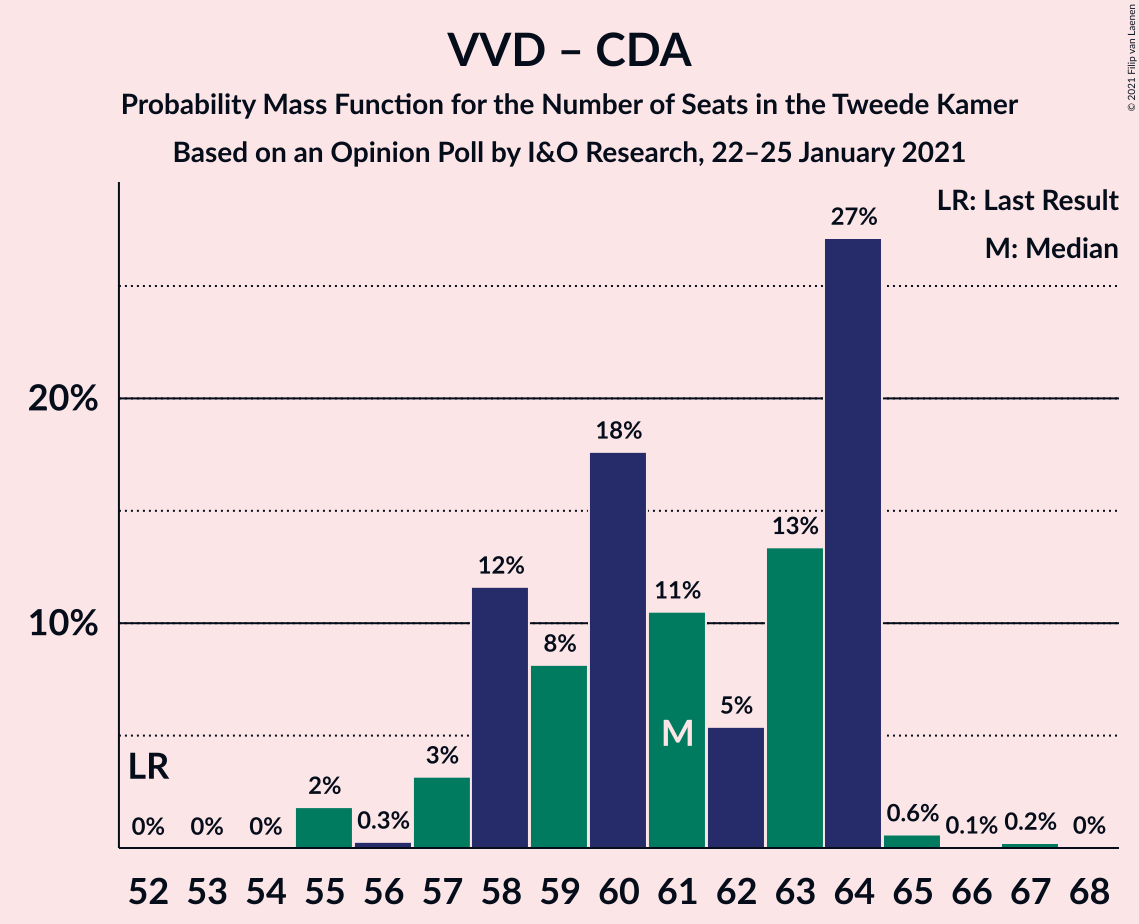 VVD – CDA
Probability Mass Function for the Number of Seats in the Tweede Kamer
Based on an Opinion Poll by I&O Research, 22–25 January 2021
© 2021 Filip van Laenen
LR: Last Result
M: Median
20%
10%
LR
M
0%
0%
0%
2%
0.3%
3%
12%
8%
18%
11%
5%
13%
27%
0.6%
0.1%
0.2%
0%
52 53 54 55 56 57 58 59 60 61 62 63 64 65 66 67 68